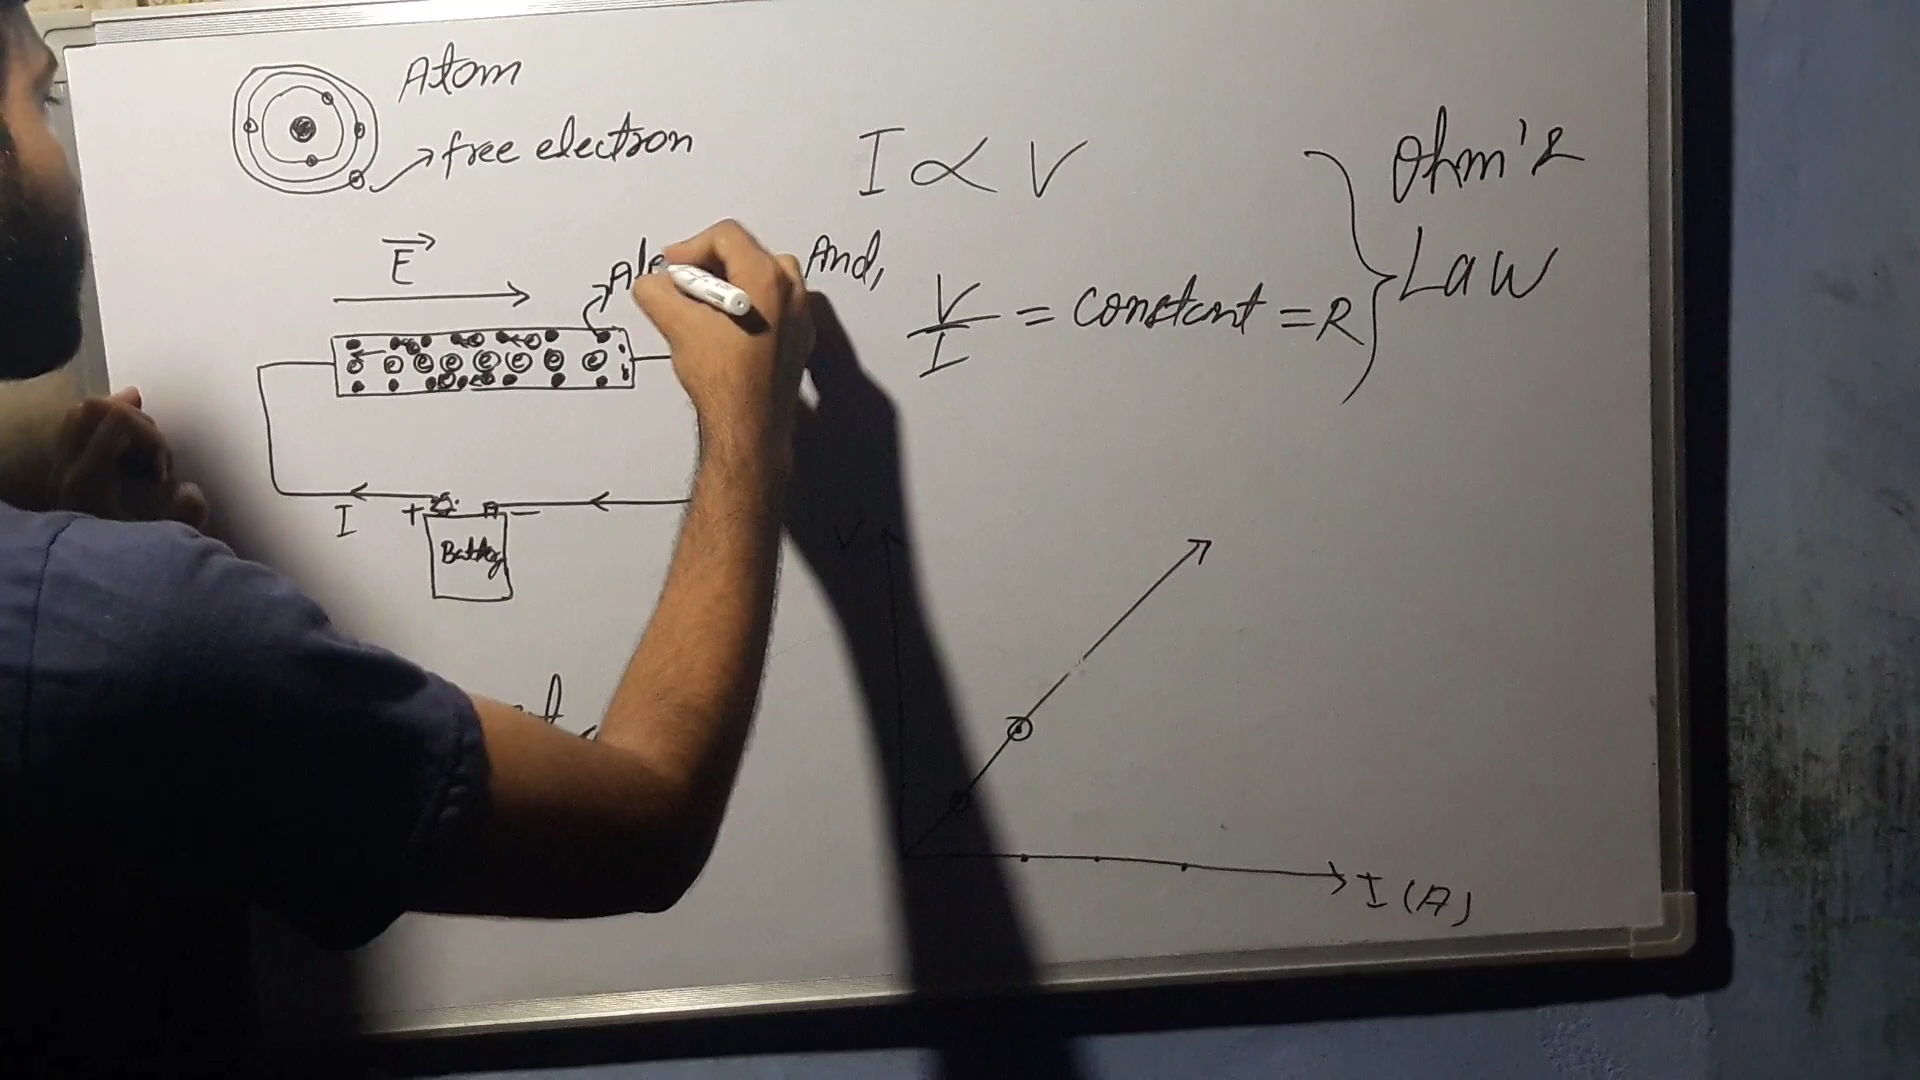 Atom
free electron
E
I
+ −
Battery
I ∝ V
And,
V/I = constant = R
Ohm's
Law
V
I (A)